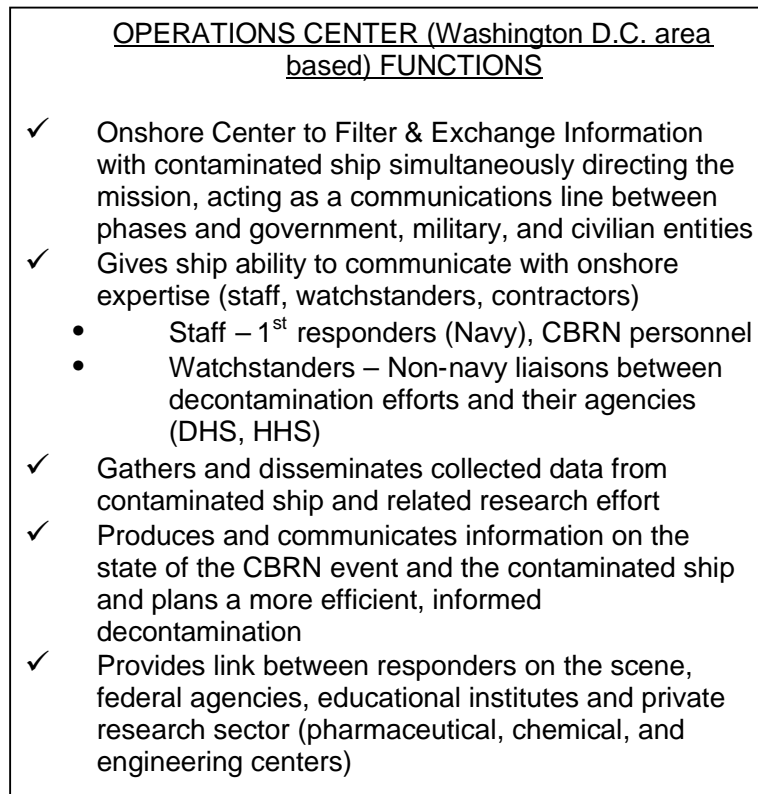 OPERATIONS CENTER (Washington D.C. area
based) FUNCTIONS
✓ Onshore Center to Filter & Exchange Information
with contaminated ship simultaneously directing the
mission, acting as a communications line between
phases and government, military, and civilian entities
✓ Gives ship ability to communicate with onshore
expertise (staff, watchstanders, contractors)
• Staff – 1st responders (Navy), CBRN personnel
• Watchstanders – Non-navy liaisons between
decontamination efforts and their agencies
(DHS, HHS)
✓ Gathers and disseminates collected data from
contaminated ship and related research effort
✓ Produces and communicates information on the
state of the CBRN event and the contaminated ship
and plans a more efficient, informed
decontamination
✓ Provides link between responders on the scene,
federal agencies, educational institutes and private
research sector (pharmaceutical, chemical, and
engineering centers)